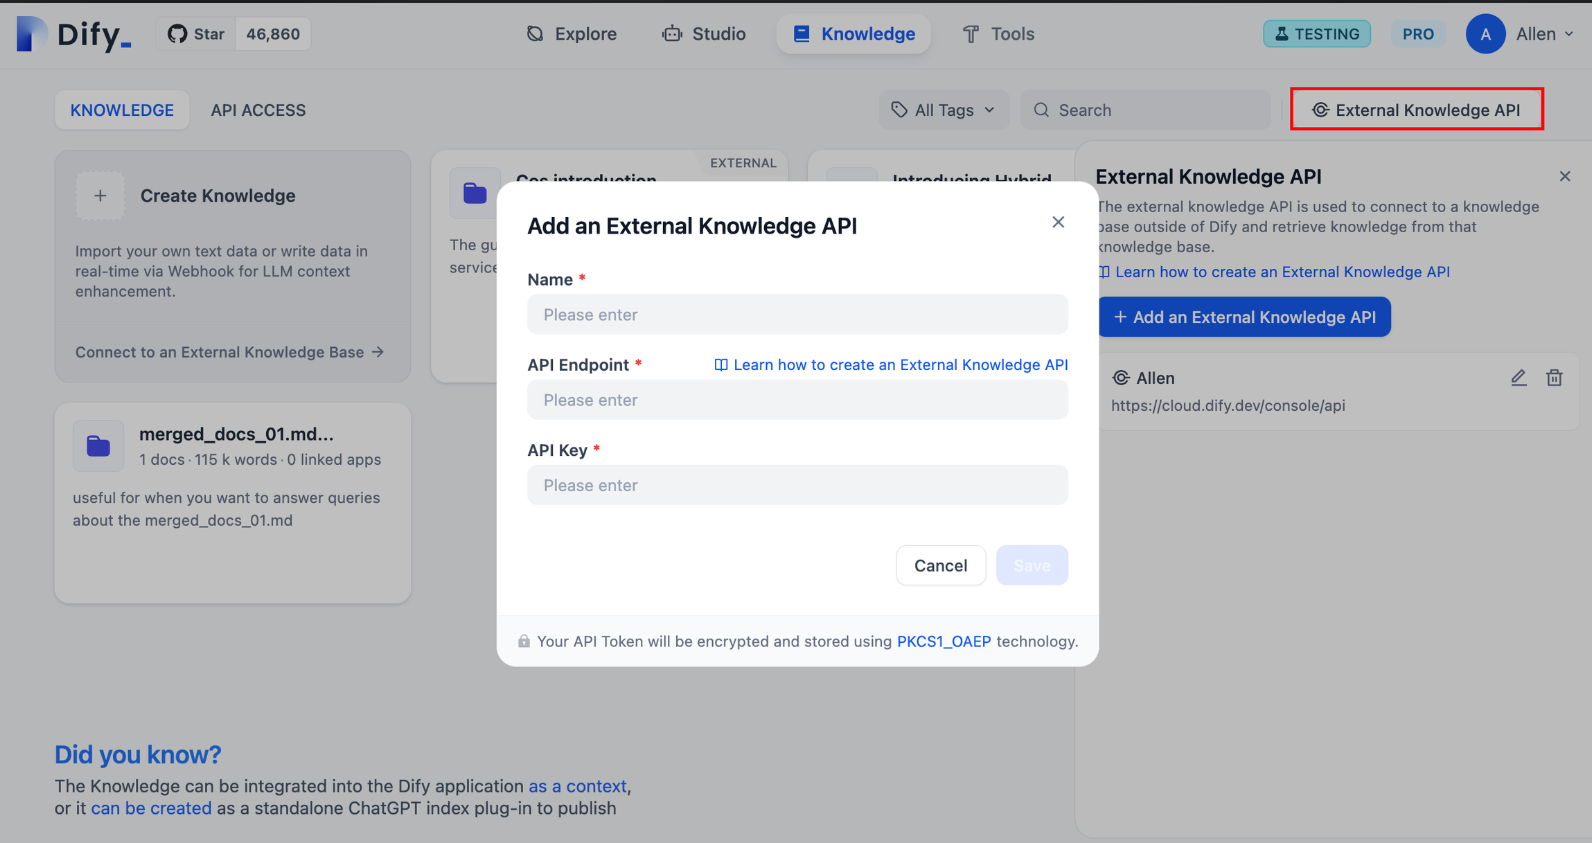 Dify_
Star 46,860
Explore
Studio
Knowledge
Tools
TESTING
PRO
A
Allen
KNOWLEDGE
API ACCESS
All Tags
Search
External Knowledge API
Create Knowledge
Import your own text data or write data in
real-time via Webhook for LLM context
enhancement.
Connect to an External Knowledge Base
EXTERNAL
Cos introduction
The gu
service
Introducing Hybrid
merged_docs_01.md...
1 docs · 115 k words · 0 linked apps
useful for when you want to answer queries
about the merged_docs_01.md
Add an External Knowledge API
Name *
Please enter
API Endpoint *
Learn how to create an External Knowledge API
Please enter
API Key *
Please enter
Cancel
Save
Your API Token will be encrypted and stored using PKCS1_OAEP technology.
External Knowledge API
The external knowledge API is used to connect to a knowledge
base outside of Dify and retrieve knowledge from that
knowledge base.
Learn how to create an External Knowledge API
+ Add an External Knowledge API
Allen
https://cloud.dify.dev/console/api
Did you know?
The Knowledge can be integrated into the Dify application as a context,
or it can be created as a standalone ChatGPT index plug-in to publish